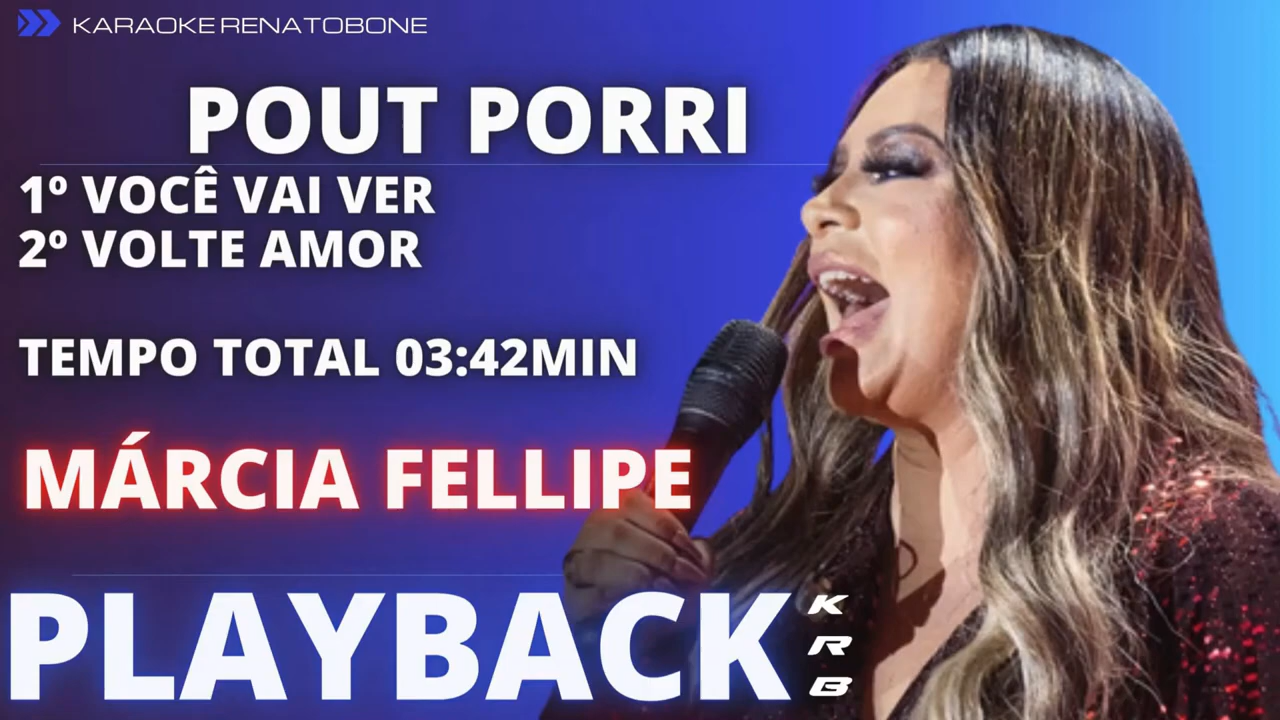 KARAOKE RENATOBONE
POUT PORRI
1º VOCÊ VAI VER
2º VOLTE AMOR
TEMPO TOTAL 03:42MIN
MÁRCIA FELLIPE
PLAYBACK
K
R
B